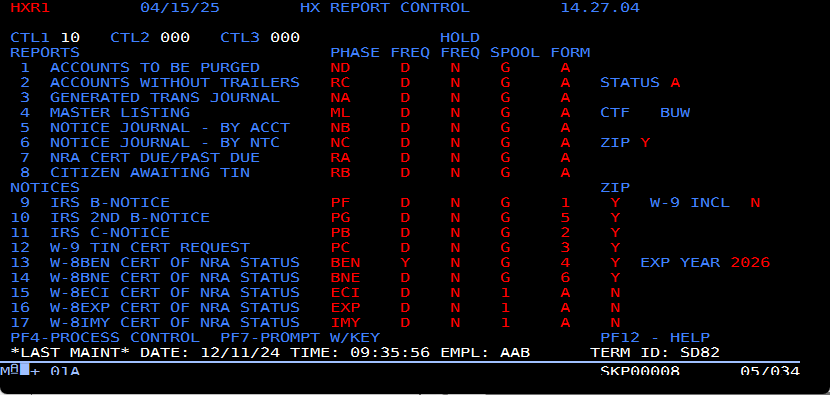 HXR1 04/15/25 HX REPORT CONTROL 14.27.04
CTL1 10 CTL2 000 CTL3 000 HOLD
REPORTS PHASE FREQ FREQ SPOOL FORM
1 ACCOUNTS TO BE PURGED ND D N G A
2 ACCOUNTS WITHOUT TRAILERS RC D N G A STATUS A
3 GENERATED TRANS JOURNAL NA D N G A
4 MASTER LISTING ML D N G A CTF BUW
5 NOTICE JOURNAL - BY ACCT NB D N G A
6 NOTICE JOURNAL - BY NTC NC D N G A ZIP Y
7 NRA CERT DUE/PAST DUE RA D N G A
8 CITIZEN AWAITING TIN RB D N G A
NOTICES ZIP
9 IRS B-NOTICE PF D N G 1 Y W-9 INCL N
10 IRS 2ND B-NOTICE PG D N G 5 Y
11 IRS C-NOTICE PB D N G 2 Y
12 W-9 TIN CERT REQUEST PC D N G 3 Y
13 W-8BEN CERT OF NRA STATUS BEN Y N G 4 Y EXP YEAR 2026
14 W-8BNE CERT OF NRA STATUS BNE D N G 6 Y
15 W-8ECI CERT OF NRA STATUS ECI D N 1 A N
16 W-8EXP CERT OF NRA STATUS EXP D N 1 A N
17 W-8IMY CERT OF NRA STATUS IMY D N 1 A N
PF4-PROCESS CONTROL PF7-PROMPT W/KEY PF12 - HELP
*LAST MAINT* DATE: 12/11/24 TIME: 09:35:56 EMPL: AAB TERM ID: SD82
+ 01A SKP00008 05/034